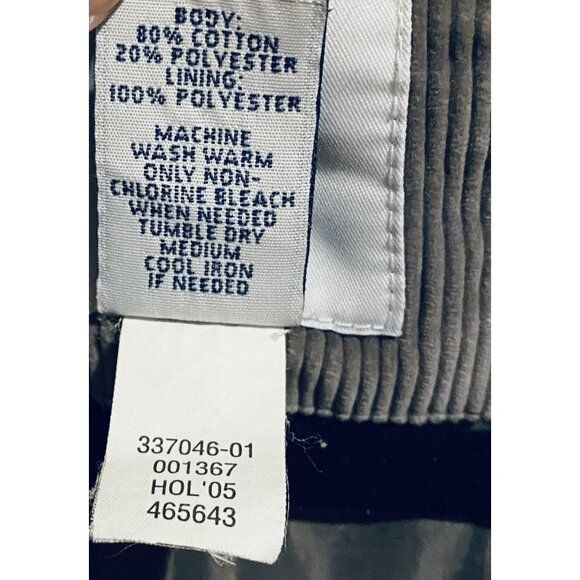 BODY:
80% COTTON
20% POLYESTER
LINING:
100% POLYESTER
MACHINE
WASH WARM
ONLY NON-
CHLORINE BLEACH
WHEN NEEDED
TUMBLE DRY
MEDIUM
COOL IRON
IF NEEDED
337046-01
001367
HOL'05
465643